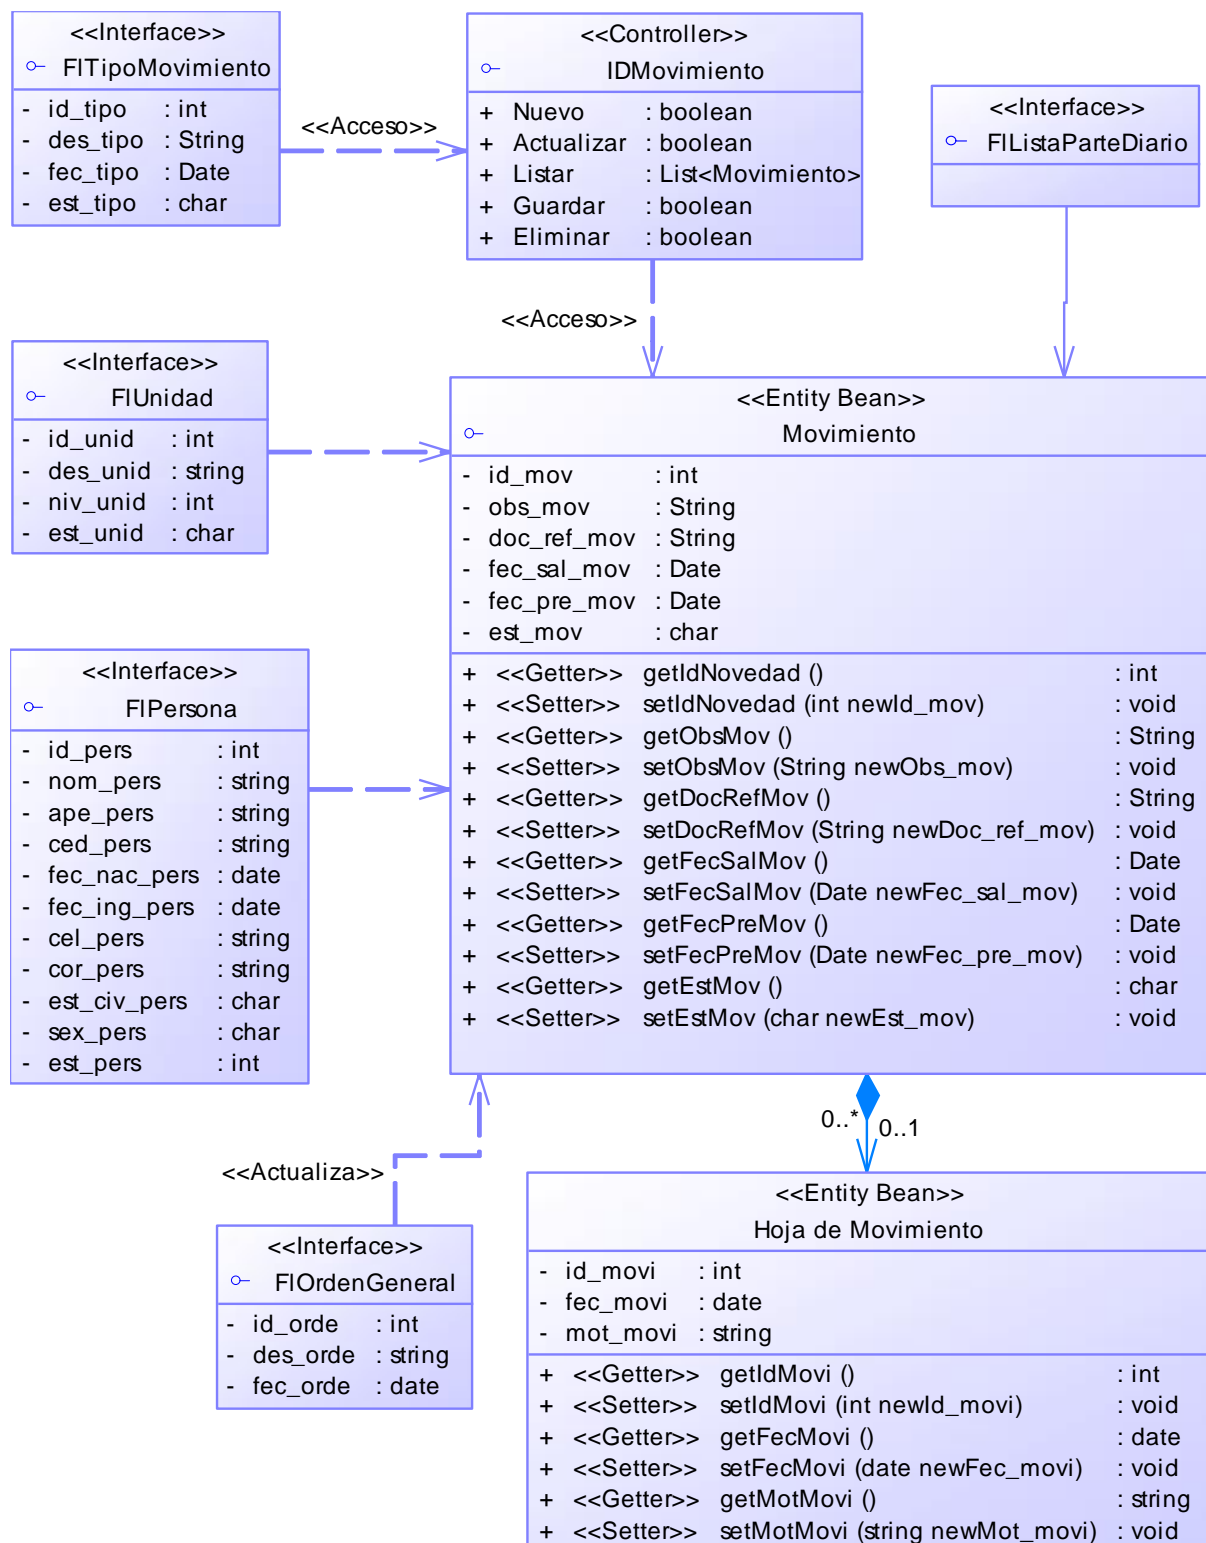 <<Interface>>
FITipoMovimiento
- id_tipo : int
- des_tipo : String
- fec_tipo : Date
- est_tipo : char
<<Acceso>>
<<Controller>>
IDMovimiento
+ Nuevo : boolean
+ Actualizar : boolean
+ Listar : List<Movimiento>
+ Guardar : boolean
+ Eliminar : boolean
<<Interface>>
FIListaParteDiario
<<Acceso>>
<<Interface>>
FIUnidad
- id_unid : int
- des_unid : string
- niv_unid : int
- est_unid : char
<<Entity Bean>>
Movimiento
- id_mov : int
- obs_mov : String
- doc_ref_mov : String
- fec_sal_mov : Date
- fec_pre_mov : Date
- est_mov : char
+ <<Getter>> getIdNovedad () : int
+ <<Setter>> setIdNovedad (int newId_mov) : void
+ <<Getter>> getObsMov () : String
+ <<Setter>> setObsMov (String newObs_mov) : void
+ <<Getter>> getDocRefMov () : String
+ <<Setter>> setDocRefMov (String newDoc_ref_mov) : void
+ <<Getter>> getFecSalMov () : Date
+ <<Setter>> setFecSalMov (Date newFec_sal_mov) : void
+ <<Getter>> getFecPreMov () : Date
+ <<Setter>> setFecPreMov (Date newFec_pre_mov) : void
+ <<Getter>> getEstMov () : char
+ <<Setter>> setEstMov (char newEst_mov) : void
<<Interface>>
FIPersona
- id_pers : int
- nom_pers : string
- ape_pers : string
- ced_pers : string
- fec_nac_pers : date
- fec_ing_pers : date
- cel_pers : string
- cor_pers : string
- est_civ_pers : char
- sex_pers : char
- est_pers : int
0..*
0..1
<<Actualiza>>
<<Interface>>
FIOrdenGeneral
- id_orde : int
- des_orde : string
- fec_orde : date
<<Entity Bean>>
Hoja de Movimiento
- id_movi : int
- fec_movi : date
- mot_movi : string
+ <<Getter>> getIdMovi () : int
+ <<Setter>> setIdMovi (int newId_movi) : void
+ <<Getter>> getFecMovi () : date
+ <<Setter>> setFecMovi (date newFec_movi) : void
+ <<Getter>> getMotMovi () : string
+ <<Setter>> setMotMovi (string newMot_movi) : void